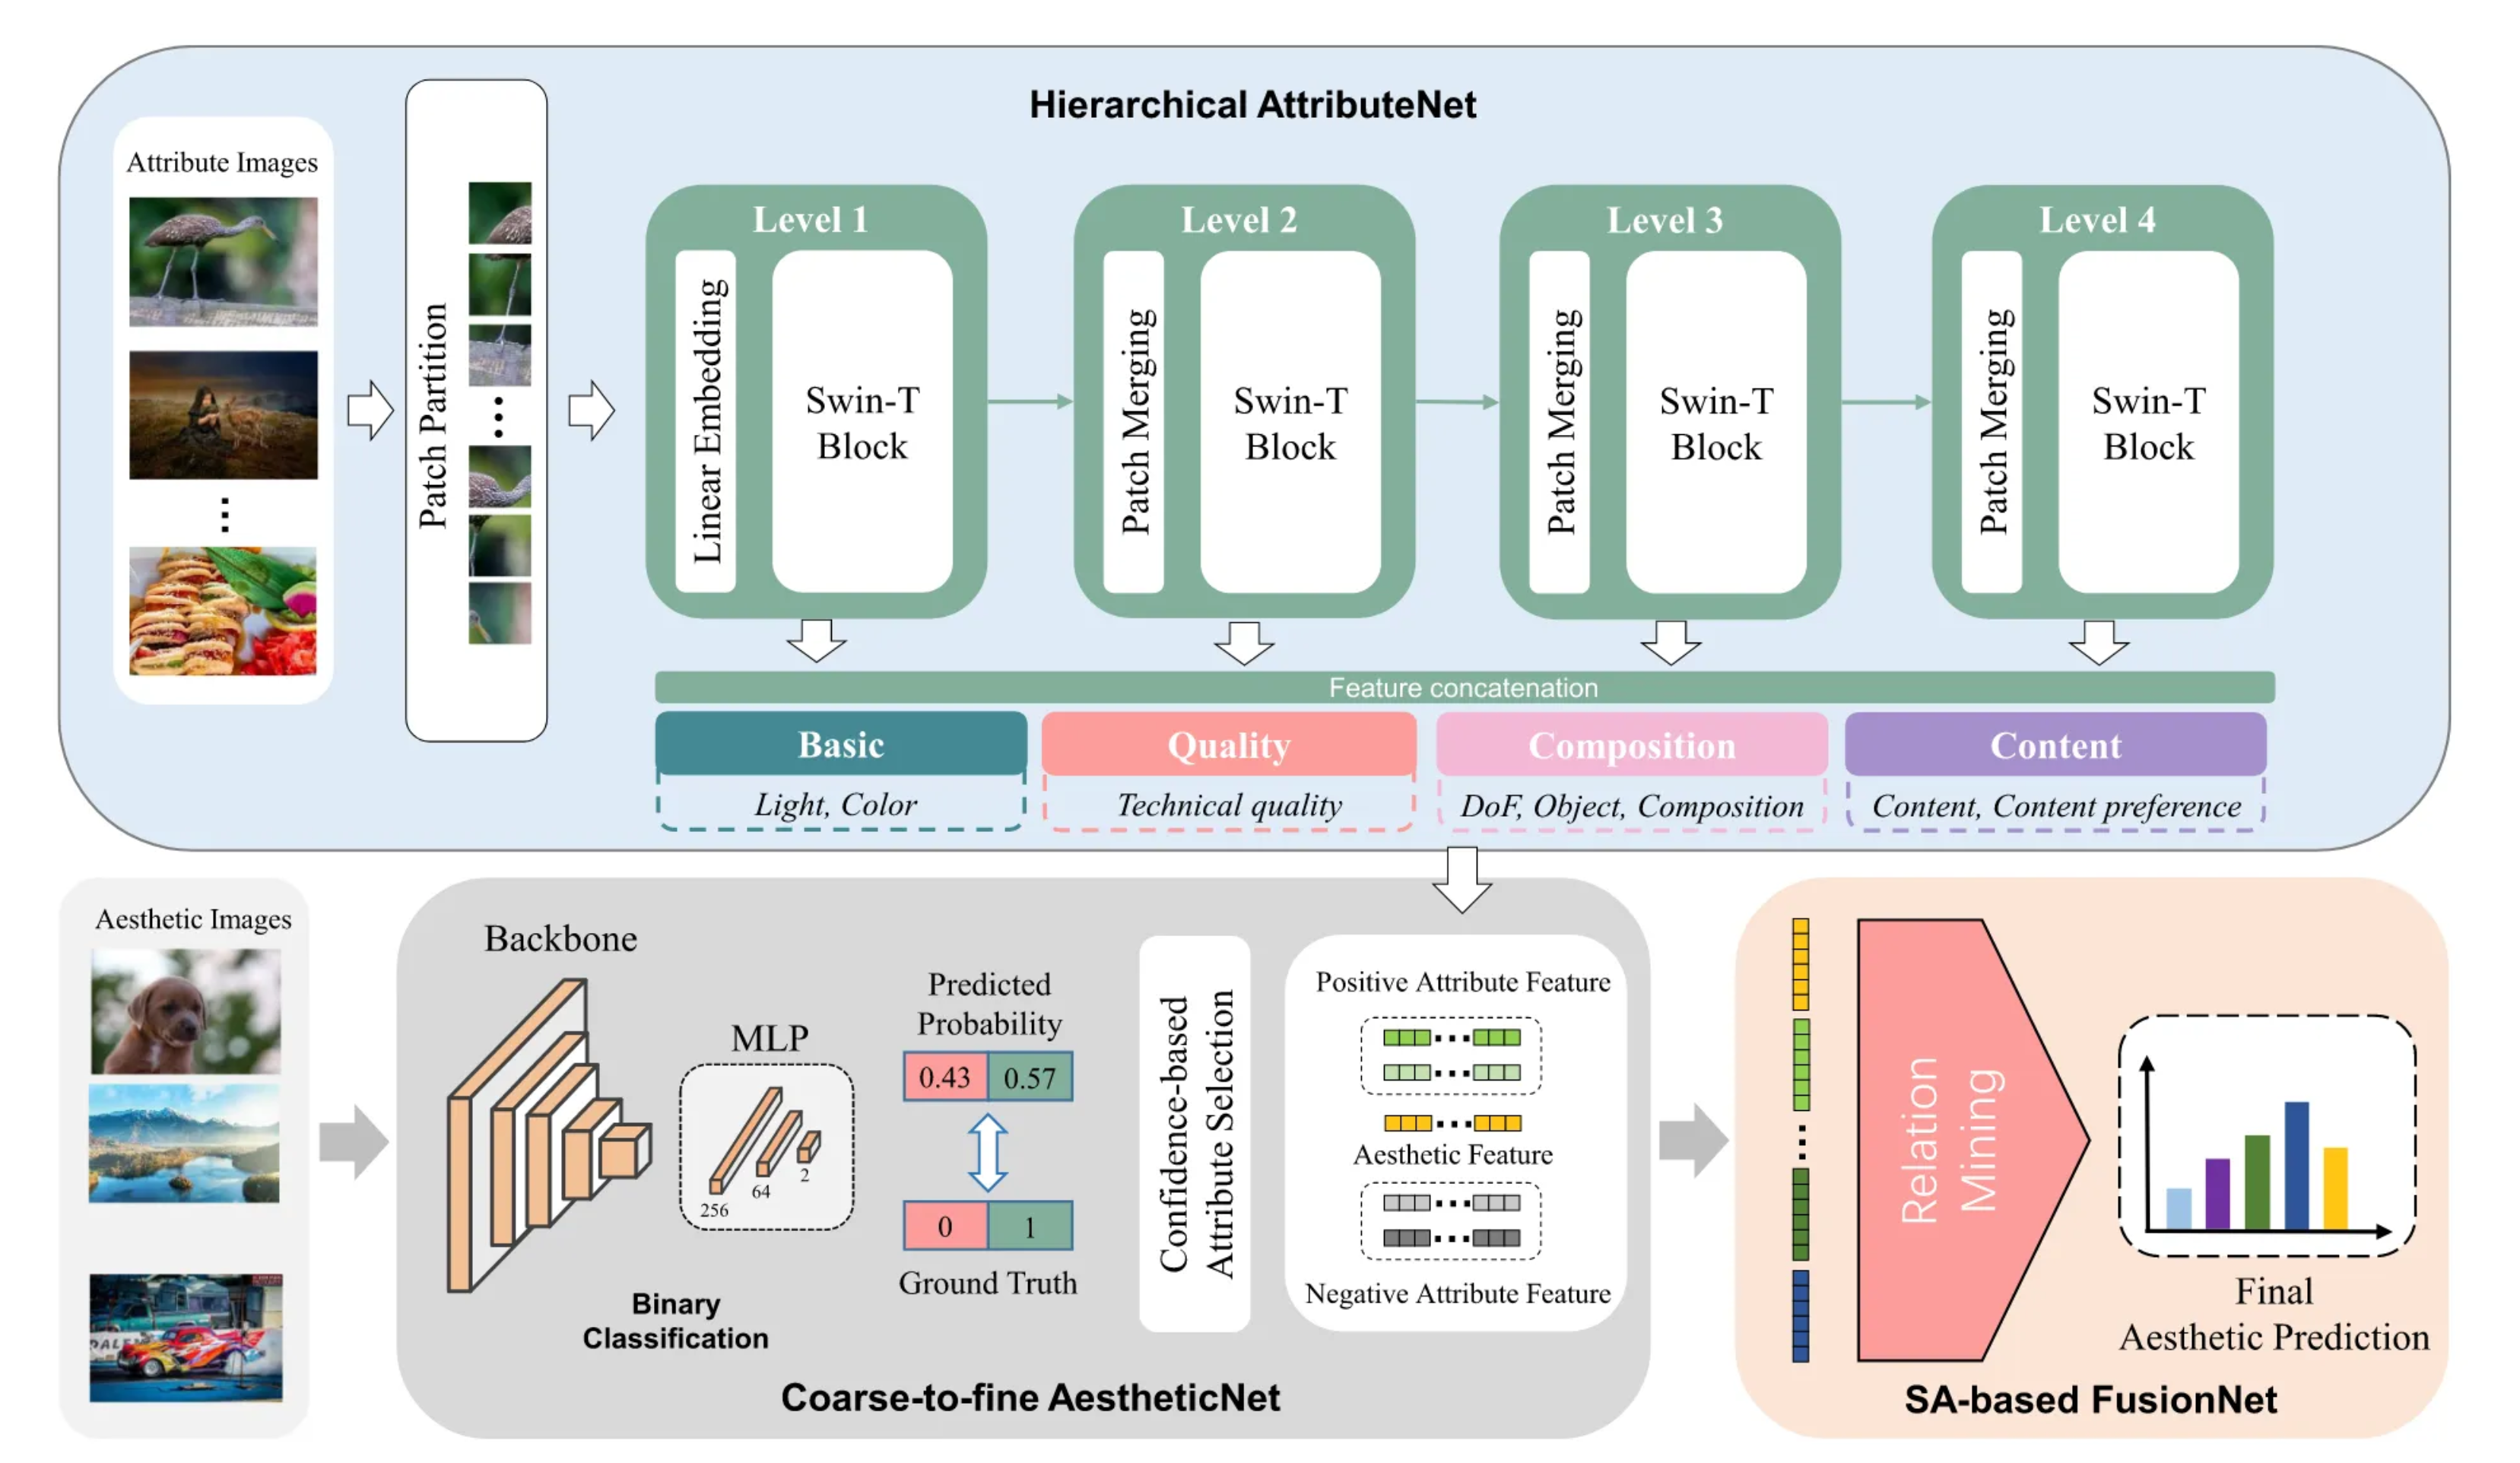 Hierarchical AttributeNet
Attribute Images
Patch Partition
Level 1
Linear Embedding
Swin-T
Block
Level 2
Patch Merging
Swin-T
Block
Level 3
Patch Merging
Swin-T
Block
Level 4
Patch Merging
Swin-T
Block
Feature concatenation
Basic
Light, Color
Quality
Technical quality
Composition
DoF, Object, Composition
Content
Content, Content preference
Aesthetic Images
Backbone
MLP
256
64
2
Binary
Classification
Predicted
Probability
0.43 0.57
0 1
Ground Truth
Confidence-based
Attribute Selection
Positive Attribute Feature
Aesthetic Feature
Negative Attribute Feature
Coarse-to-fine AestheticNet
Relation
Mining
Final
Aesthetic Prediction
SA-based FusionNet